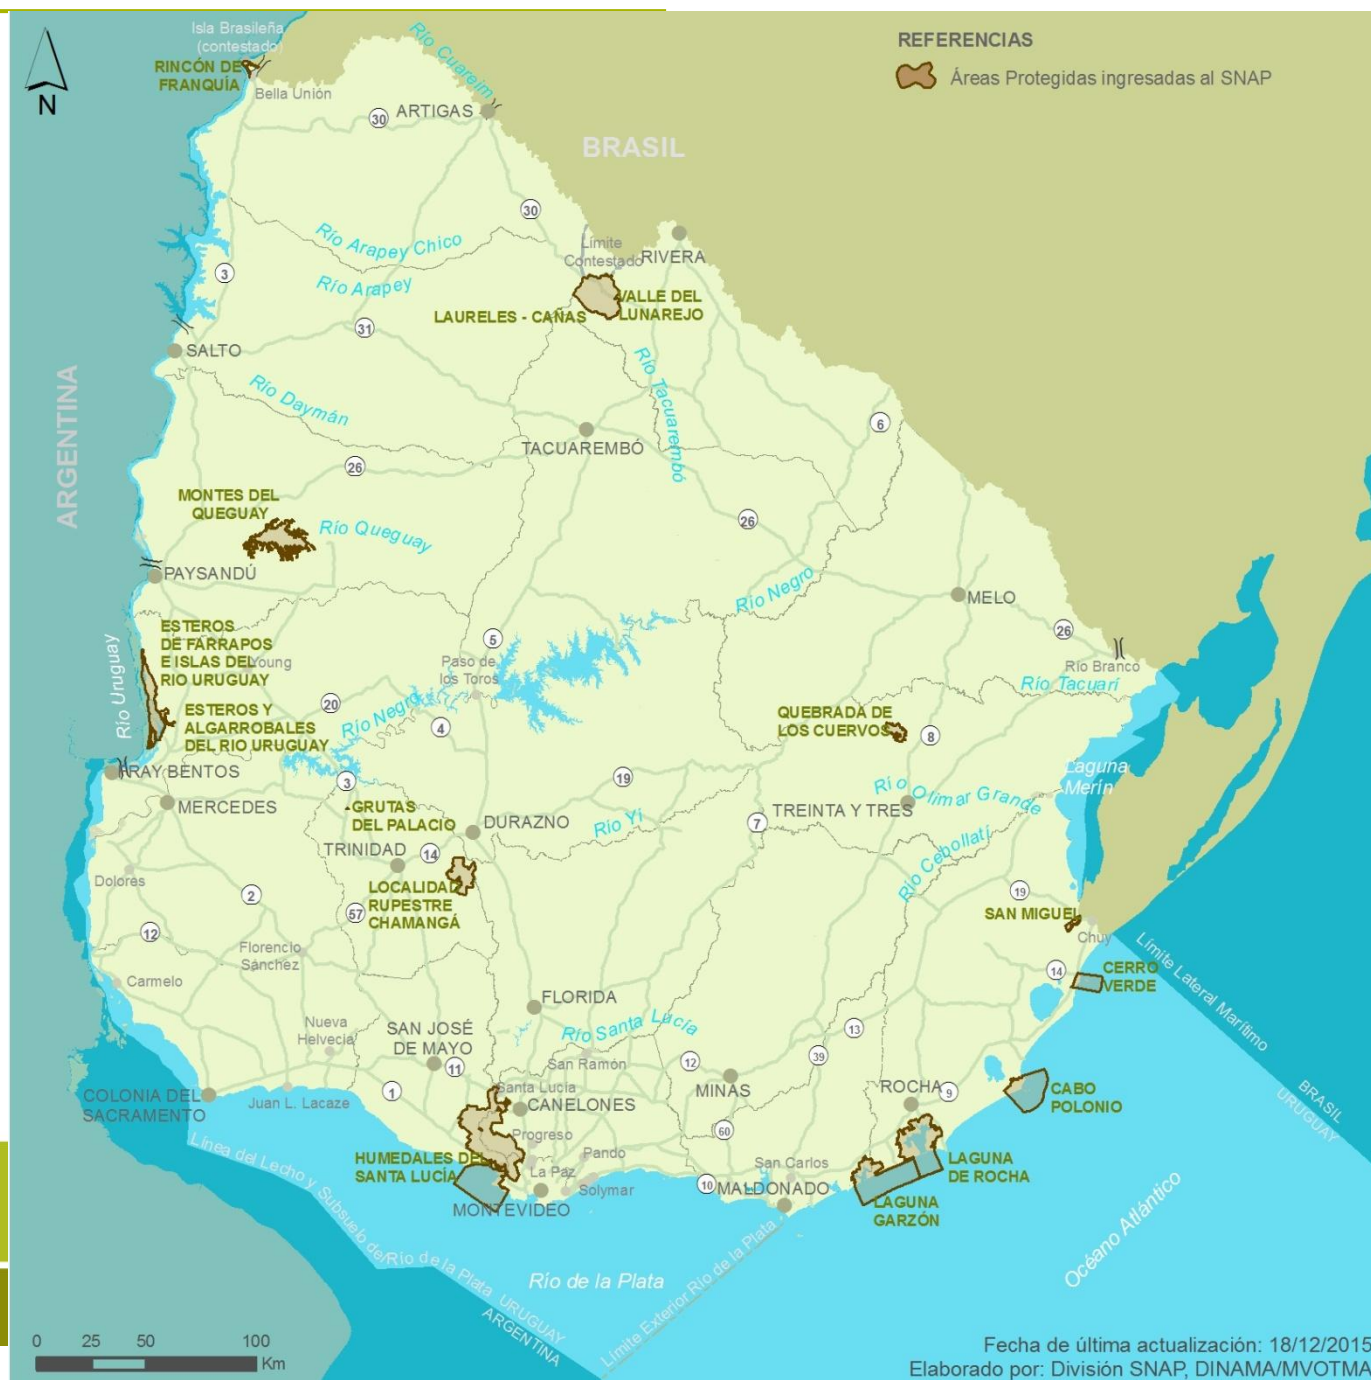 Isla Brasileña
(contestado)
RINCÓN DE
FRANQUÍA
Bella Unión
Río Cuareim
REFERENCIAS
Áreas Protegidas ingresadas al SNAP
N
30
ARTIGAS
BRASIL
30
Río Arapey Chico
Límite
Contestado
RIVERA
3
Río Arapey
VALLE DEL
LUNAREJO
LAURELES - CAÑAS
31
SALTO
Río Daymán
Río Tacuarembó
ARGENTINA
6
TACUAREMBÓ
26
MONTES DEL
QUEGUAY
Río Queguay
26
PAYSANDÚ
Río Negro
MELO
ESTEROS
DE FARRAPOS
E ISLAS DEL
RIO URUGUAY
Río Uruguay
Young
5
Paso de
los Toros
26
Río Branco
Río Tacuarí
20
Río Negro
ESTEROS Y
ALGARROBALES
DEL RIO URUGUAY
4
QUEBRADA DE
LOS CUERVOS
8
FRAY BENTOS
3
19
Laguna
Merín
MERCEDES
GRUTAS
DEL PALACIO
DURAZNO
Río Yí
7
TREINTA Y TRES
Río Olimar Grande
TRINIDAD
14
Río Cebollatí
Dolores
2
LOCALIDAD
RUPESTRE
CHAMANGÁ
57
19
SAN MIGUEL
Chuy
12
Florencio
Sánchez
14
CERRO
VERDE
Límite Lateral Marítimo
Carmelo
FLORIDA
Nueva
Helvecia
SAN JOSÉ
DE MAYO
Río Santa Lucía
13
San Ramón
12
39
11
MINAS
ROCHA
9
CABO
POLONIO
BRASIL
URUGUAY
COLONIA DEL
SACRAMENTO
Juan L. Lacaze
1
Santa Lucía
CANELONES
Progreso
60
HUMEDALES DEL
SANTA LUCÍA
La Paz
Pando
Solymar
San Carlos
10
MALDONADO
LAGUNA
DE ROCHA
LAGUNA
GARZÓN
MONTEVIDEO
Línea del Lecho y Subsuelo del Río de la Plata
URUGUAY
ARGENTINA
Río de la Plata
Límite Exterior Río de la Plata
Océano Atlántico
0 25 50 100
Km
Fecha de última actualización: 18/12/2015
Elaborado por: División SNAP, DINAMA/MVOTMA